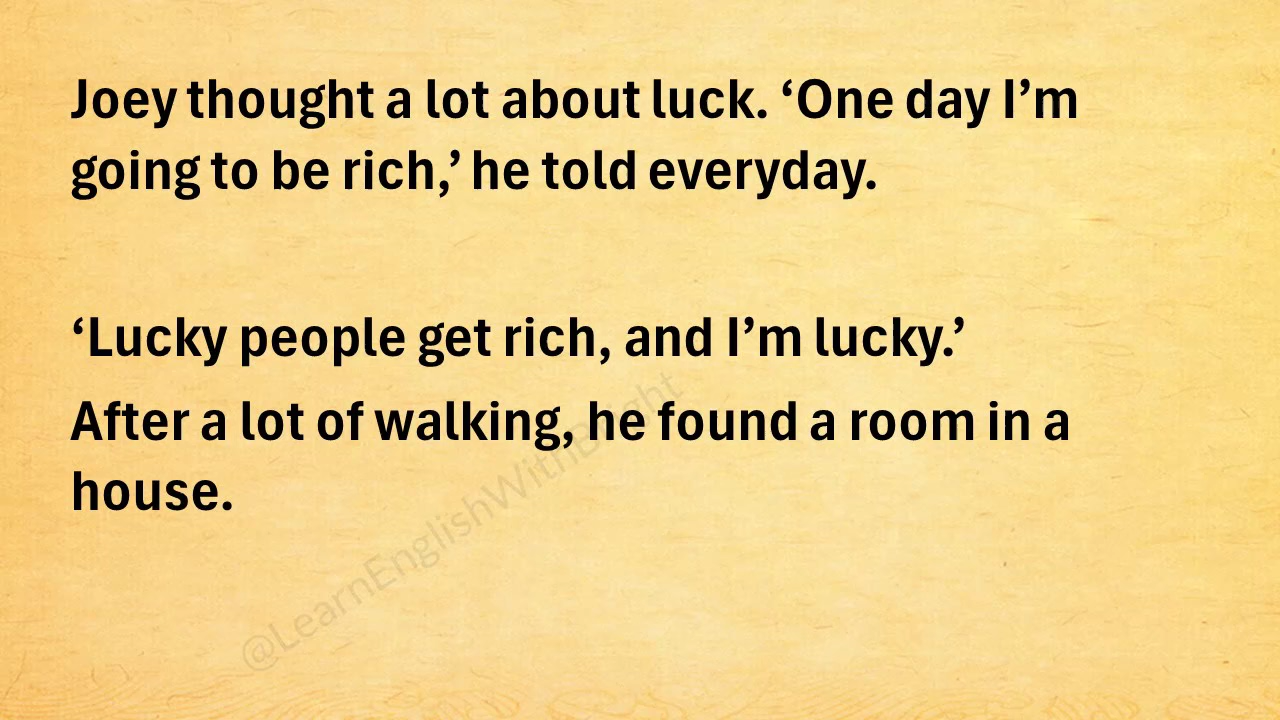 Joey thought a lot about luck. ‘One day I’m
going to be rich,’ he told everyday.
‘Lucky people get rich, and I’m lucky.’
After a lot of walking, he found a room in a
house.
@LearnEnglishWithBright